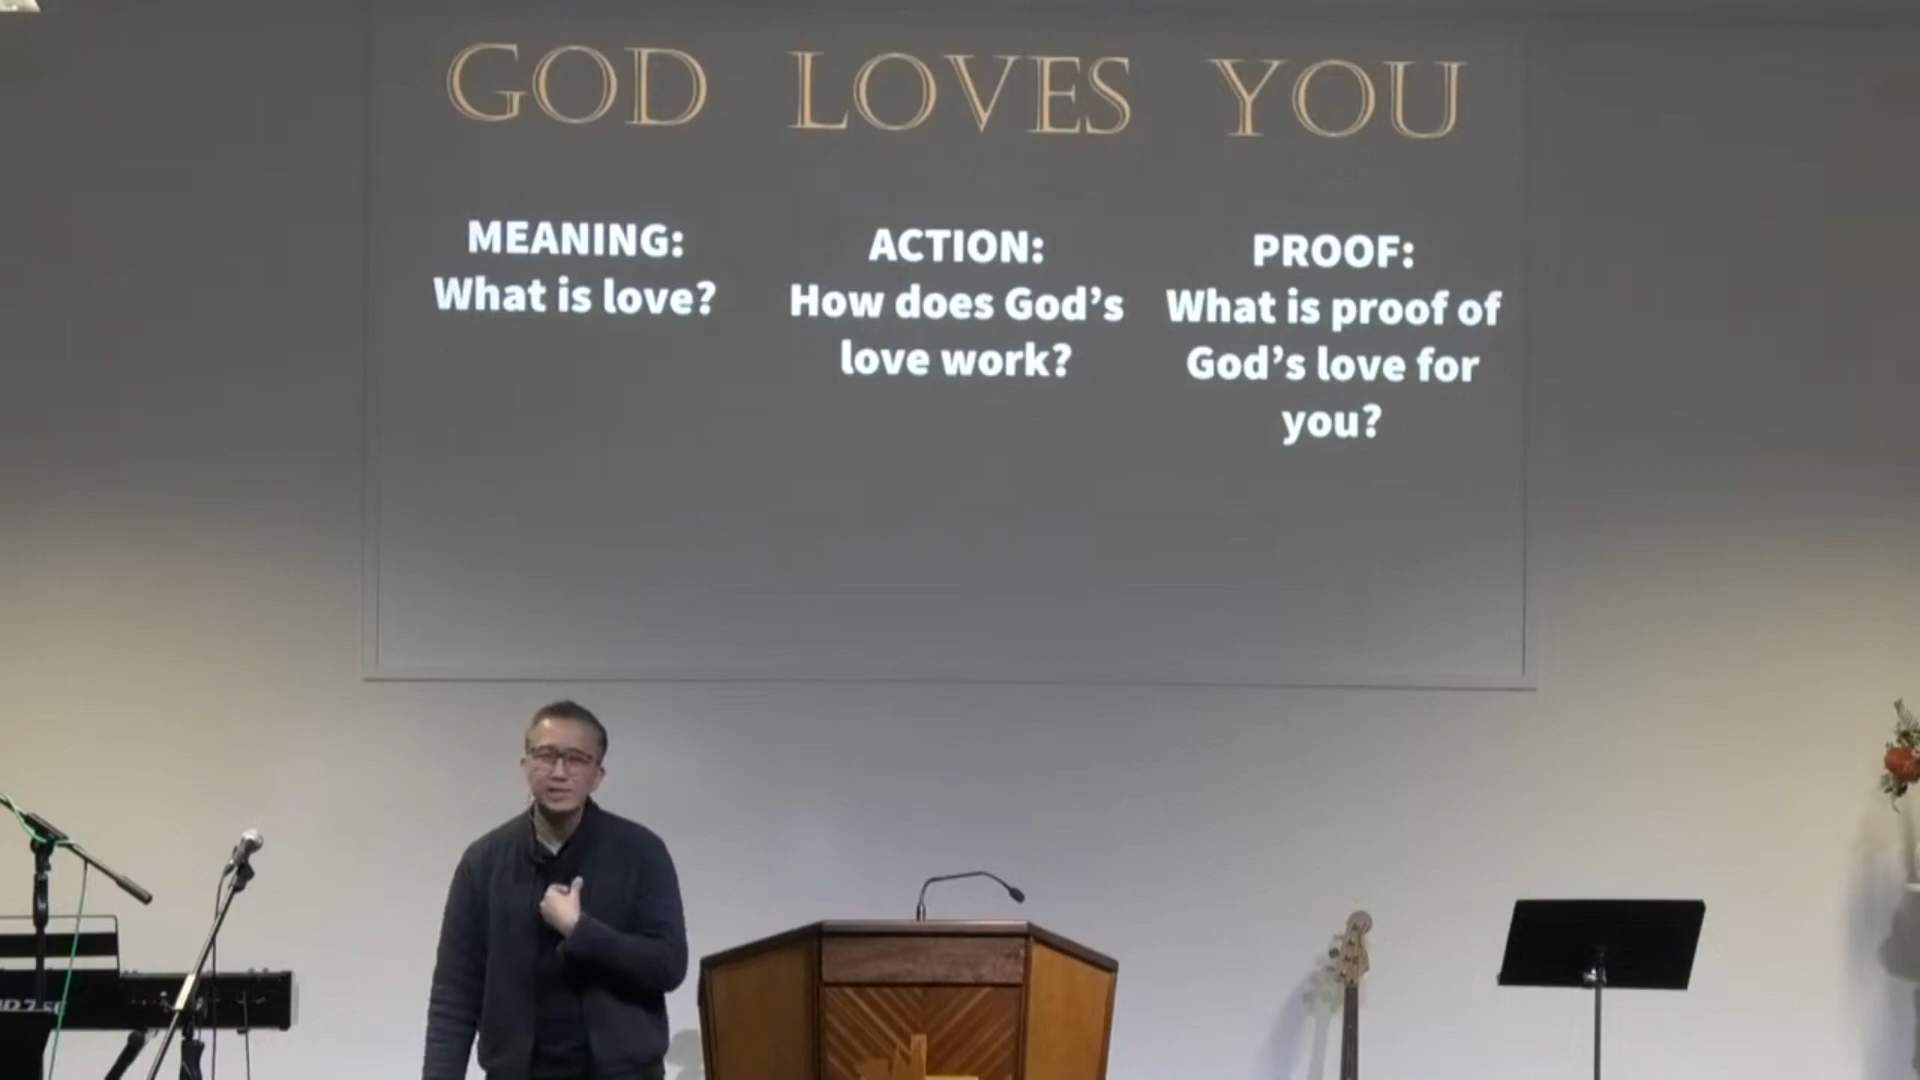 GOD LOVES YOU
MEANING:
What is love?
ACTION:
How does God's
love work?
PROOF:
What is proof of
God's love for
you?